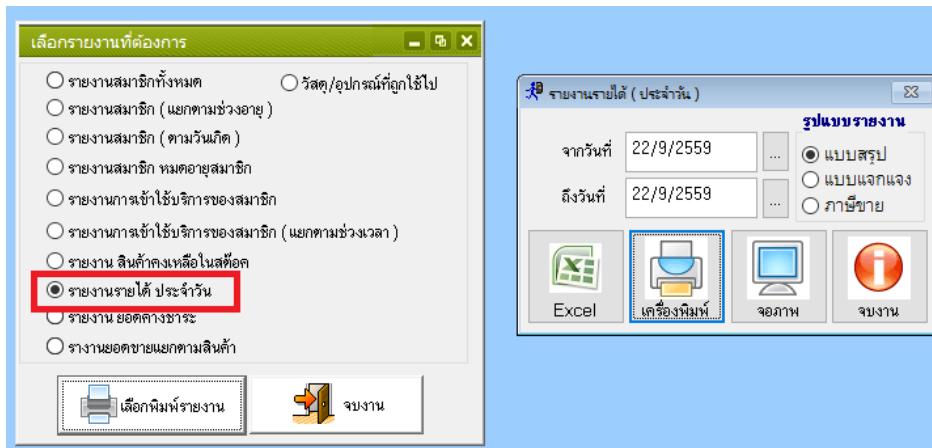 เลือกรายงานที่ต้องการ
รายงานสมาชิกทั้งหมด
วัสดุ/อุปกรณ์ที่ถูกใช้ไป
รายงานสมาชิก ( แยกตามช่วงอายุ )
รายงานสมาชิก ( ตามวันเกิด )
รายงานสมาชิก หมดอายุสมาชิก
รายงานการเข้าใช้บริการของสมาชิก
รายงานการเข้าใช้บริการของสมาชิก ( แยกตามช่วงเวลา )
รายงาน สินค้าคงเหลือในสต๊อค
รายงานรายได้ ประจำวัน
รายงาน ยอดค้างชำระ
รางานยอดขายแยกตามสินค้า
เลือกพิมพ์รายงาน
จบงาน
รายงานรายได้ ( ประจำวัน )
รูปแบบรายงาน
จากวันที่
22/9/2559
...
แบบสรุป
แบบแจกแจง
ถึงวันที่
22/9/2559
...
ภาษีขาย
Excel
เครื่องพิมพ์
จอภาพ
จบงาน